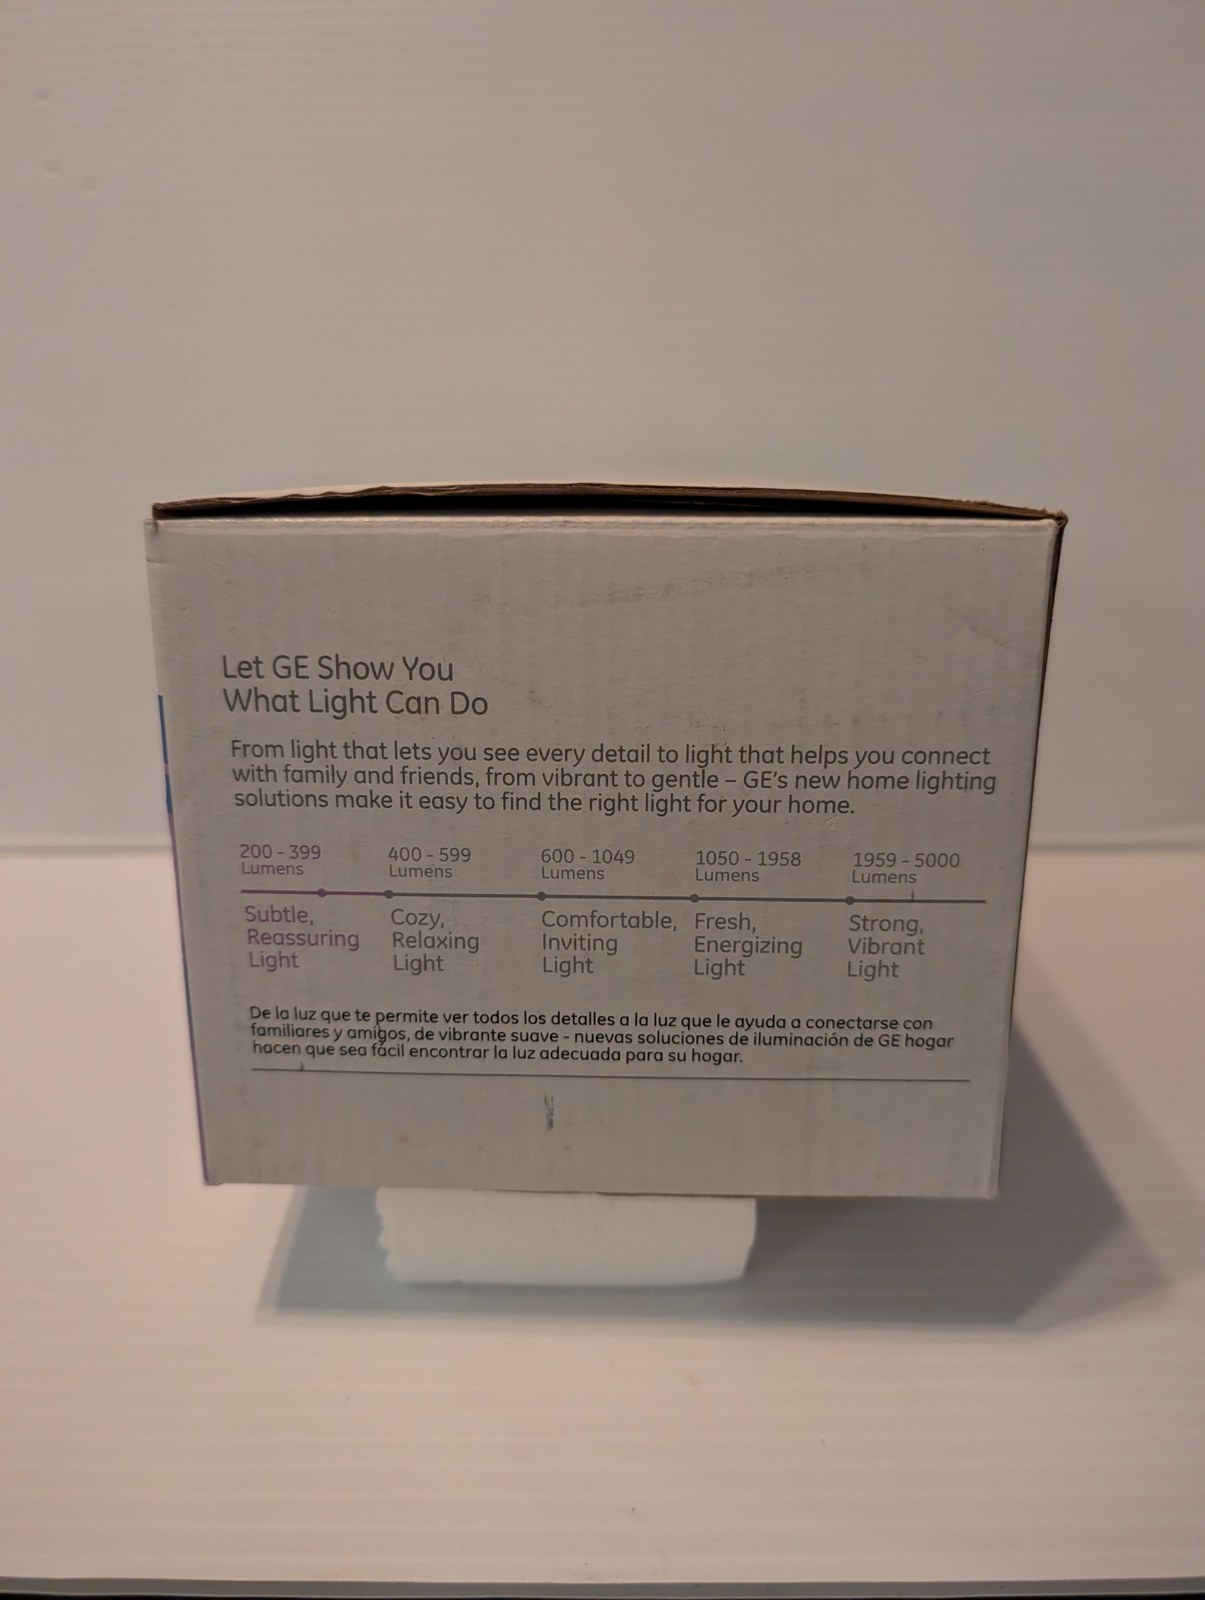 Let GE Show You
What Light Can Do
From light that lets you see every detail to light that helps you connect
with family and friends, from vibrant to gentle – GE's new home lighting
solutions make it easy to find the right light for your home.
200 - 399 400 - 599 600 - 1049 1050 - 1958 1959 - 5000
Lumens Lumens Lumens Lumens Lumens
Subtle, Cozy, Comfortable, Fresh, Strong,
Reassuring Relaxing Inviting Energizing Vibrant
Light Light Light Light Light
De la luz que te permite ver todos los detalles a la luz que le ayuda a conectarse con
familiares y amigos, de vibrante suave - nuevas soluciones de iluminación de GE hogar
hacen que sea fácil encontrar la luz adecuada para su hogar.